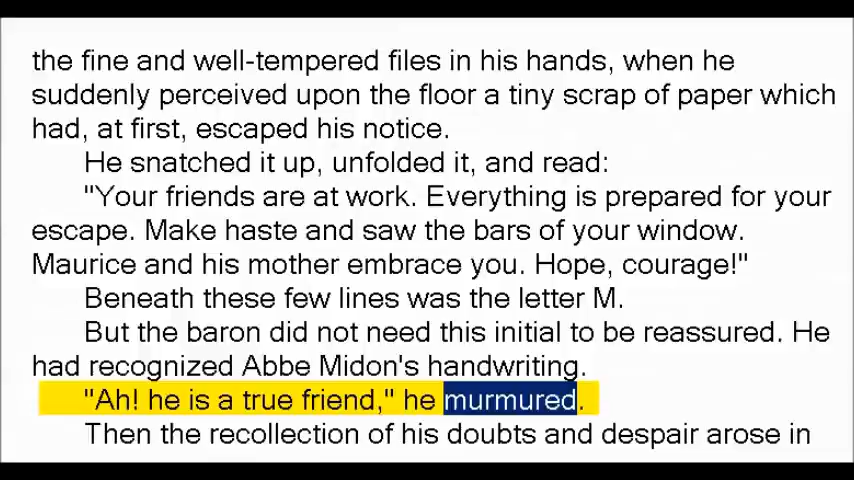 the fine and well-tempered files in his hands, when he
suddenly perceived upon the floor a tiny scrap of paper which
had, at first, escaped his notice.
He snatched it up, unfolded it, and read:
"Your friends are at work. Everything is prepared for your
escape. Make haste and saw the bars of your window.
Maurice and his mother embrace you. Hope, courage!"
Beneath these few lines was the letter M.
But the baron did not need this initial to be reassured. He
had recognized Abbe Midon's handwriting.
"Ah! he is a true friend," he murmured.
Then the recollection of his doubts and despair arose in